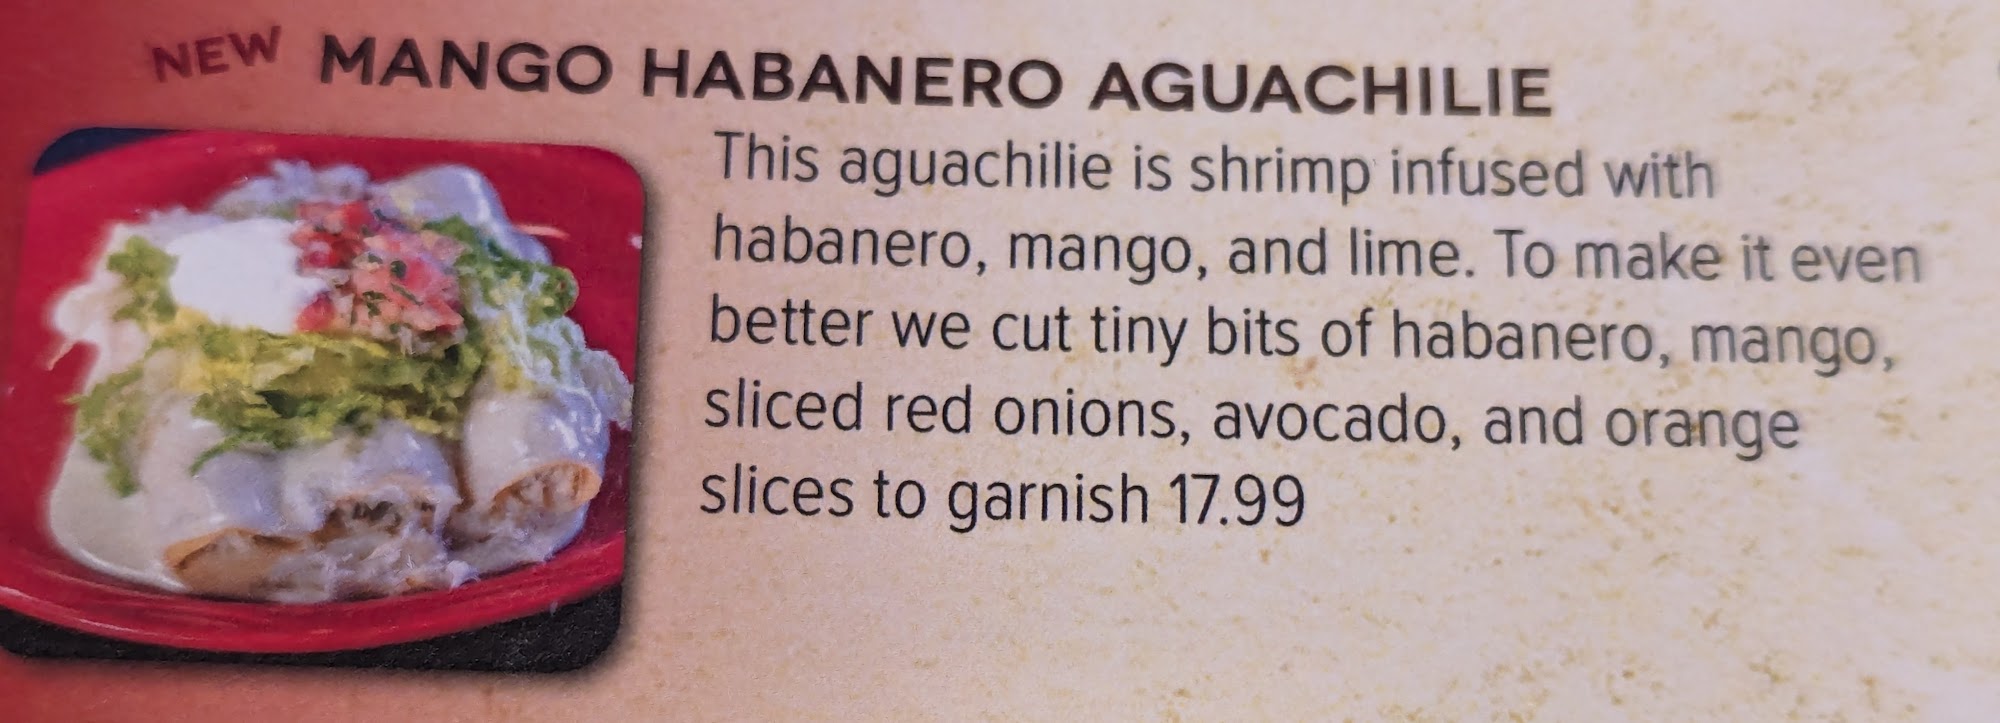 NEW MANGO HABANERO AGUACHILIE
This aguachilie is shrimp infused with
habanero, mango, and lime. To make it even
better we cut tiny bits of habanero, mango,
sliced red onions, avocado, and orange
slices to garnish 17.99